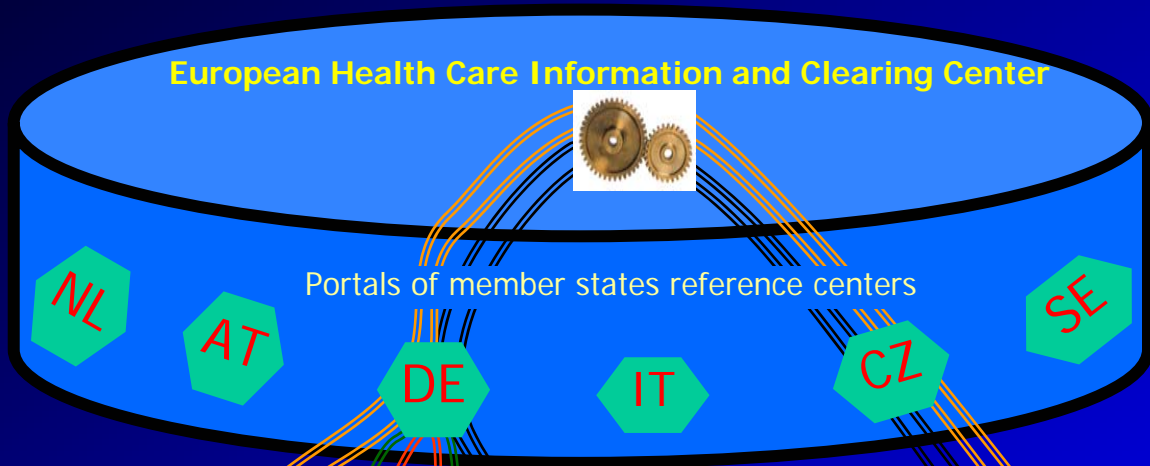 European Health Care Information and Clearing Center
Portals of member states reference centers
NL
AT
DE
IT
CZ
SE